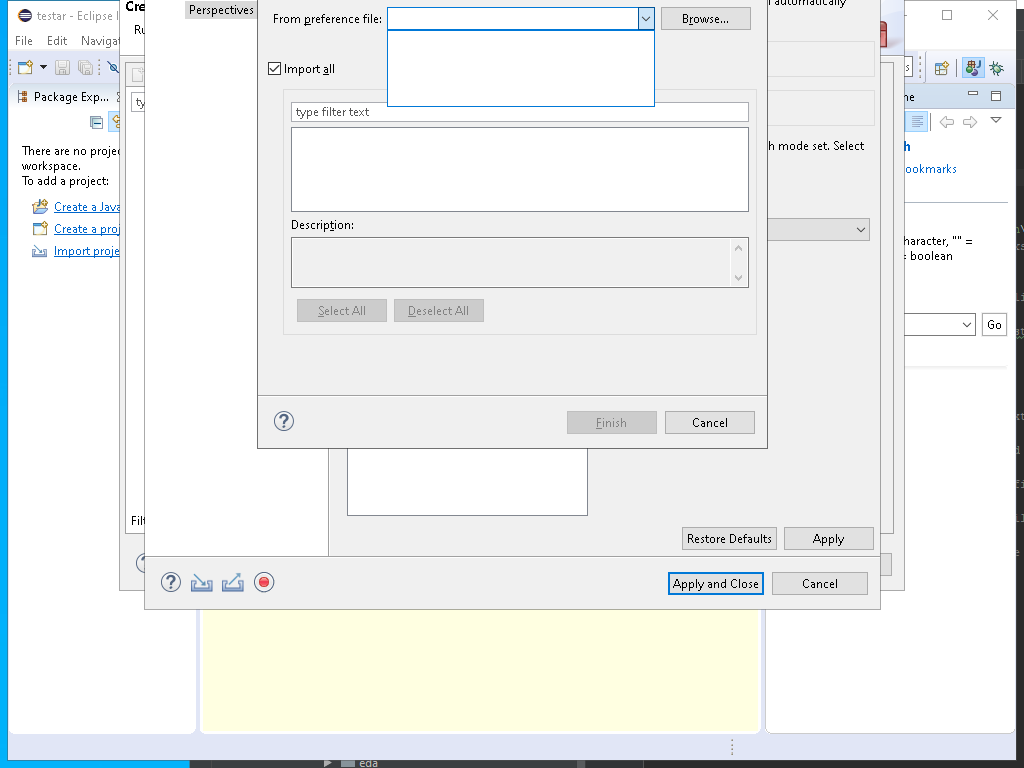 testar - Eclipse I
File Edit Navigat
Package Exp...
There are no projec
workspace.
To add a project:
Create a Java
Create a proj
Import proje
Cre
Ru
ty
Filt
Perspectives
From preference file:
Browse...
Import all
type filter text
Description:
Select All
Deselect All
Finish
Cancel
l automatically
h mode set. Select
Restore Defaults
Apply
Apply and Close
Cancel
s
ne
h
ookmarks
haracter, "" =
= boolean
Go
eda